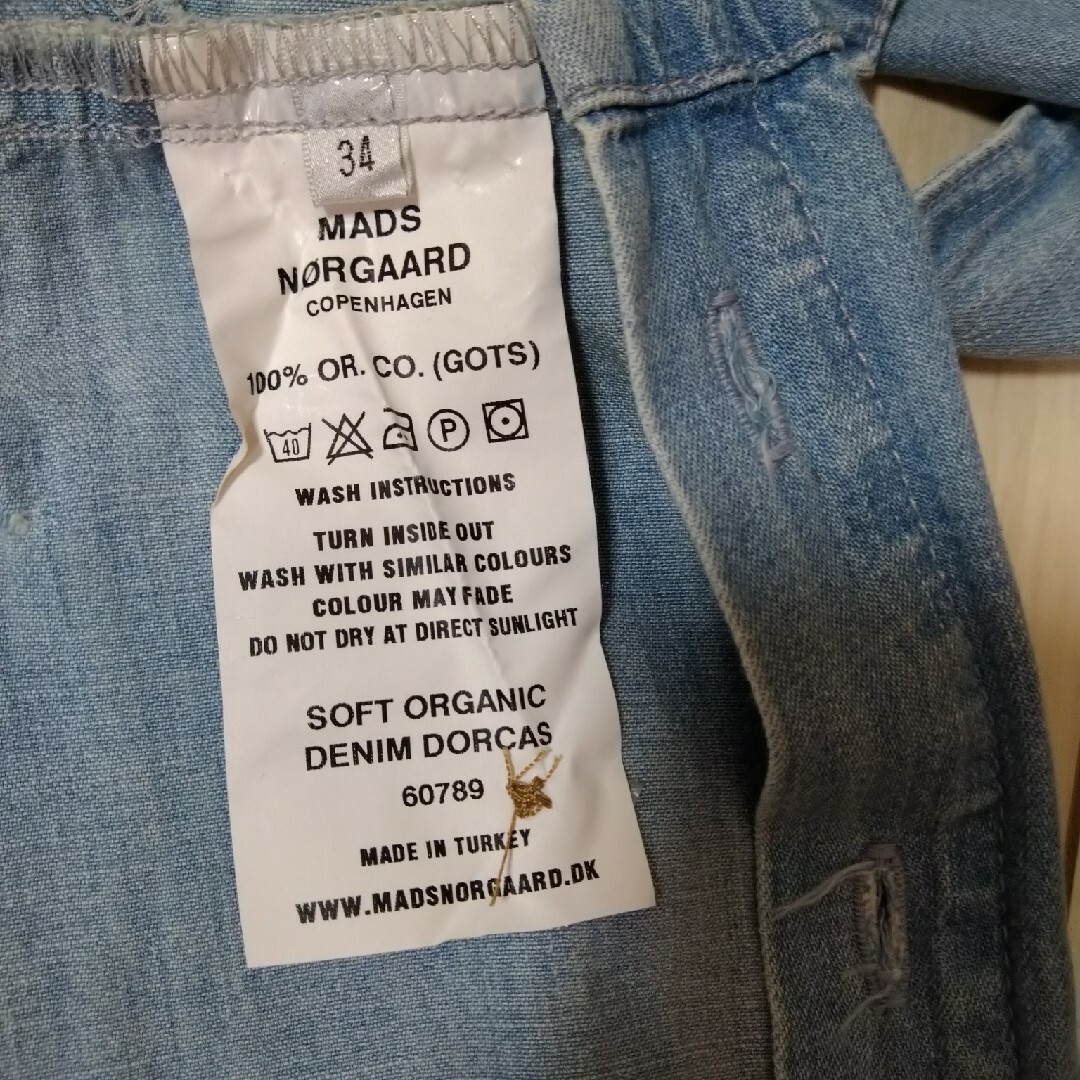 34
MADS
NØRGAARD
COPENHAGEN
100% OR. CO. (GOTS)
40 P
WASH INSTRUCTIONS
TURN INSIDE OUT
WASH WITH SIMILAR COLOURS
COLOUR MAY FADE
DO NOT DRY AT DIRECT SUNLIGHT
SOFT ORGANIC
DENIM DORCAS
60789
MADE IN TURKEY
WWW.MADSNORGAARD.DK